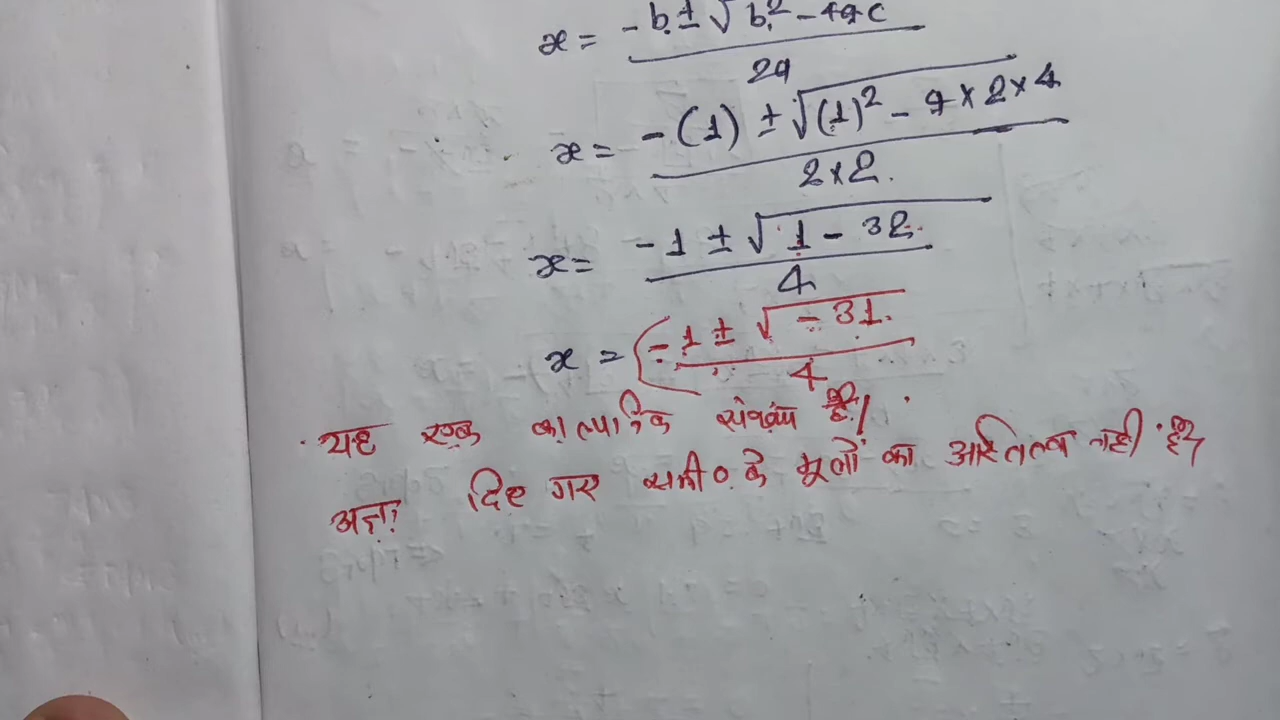 x = -b ± √b² - 4ac / 2a
x = -(1) ± √(1)² - 4 × 2 × 4 / 2×2.
x = -1 ± √1 - 32 / 4
x = -1 ± √-31. / 4
यह एक काल्पनिक संख्या है।
अतः दिए गए समी० के मूलों का अस्तित्व नहीं है